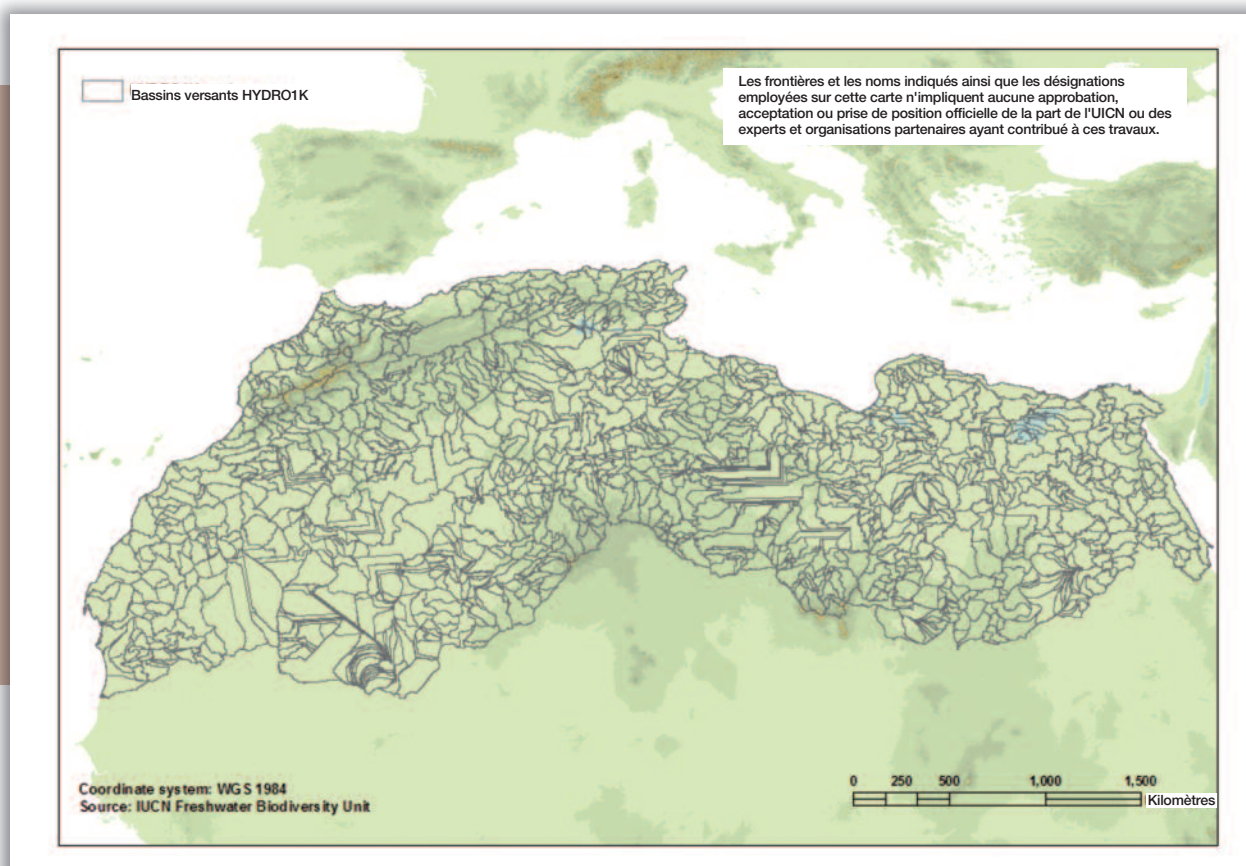 Bassins versants HYDRO1K
Les frontières et les noms indiqués ainsi que les désignations
employées sur cette carte n'impliquent aucune approbation,
acceptation ou prise de position officielle de la part de l'UICN ou des
experts et organisations partenaires ayant contribué à ces travaux.
Coordinate system: WGS 1984
Source: IUCN Freshwater Biodiversity Unit
0 250 500 1,000 1,500
Kilomètres